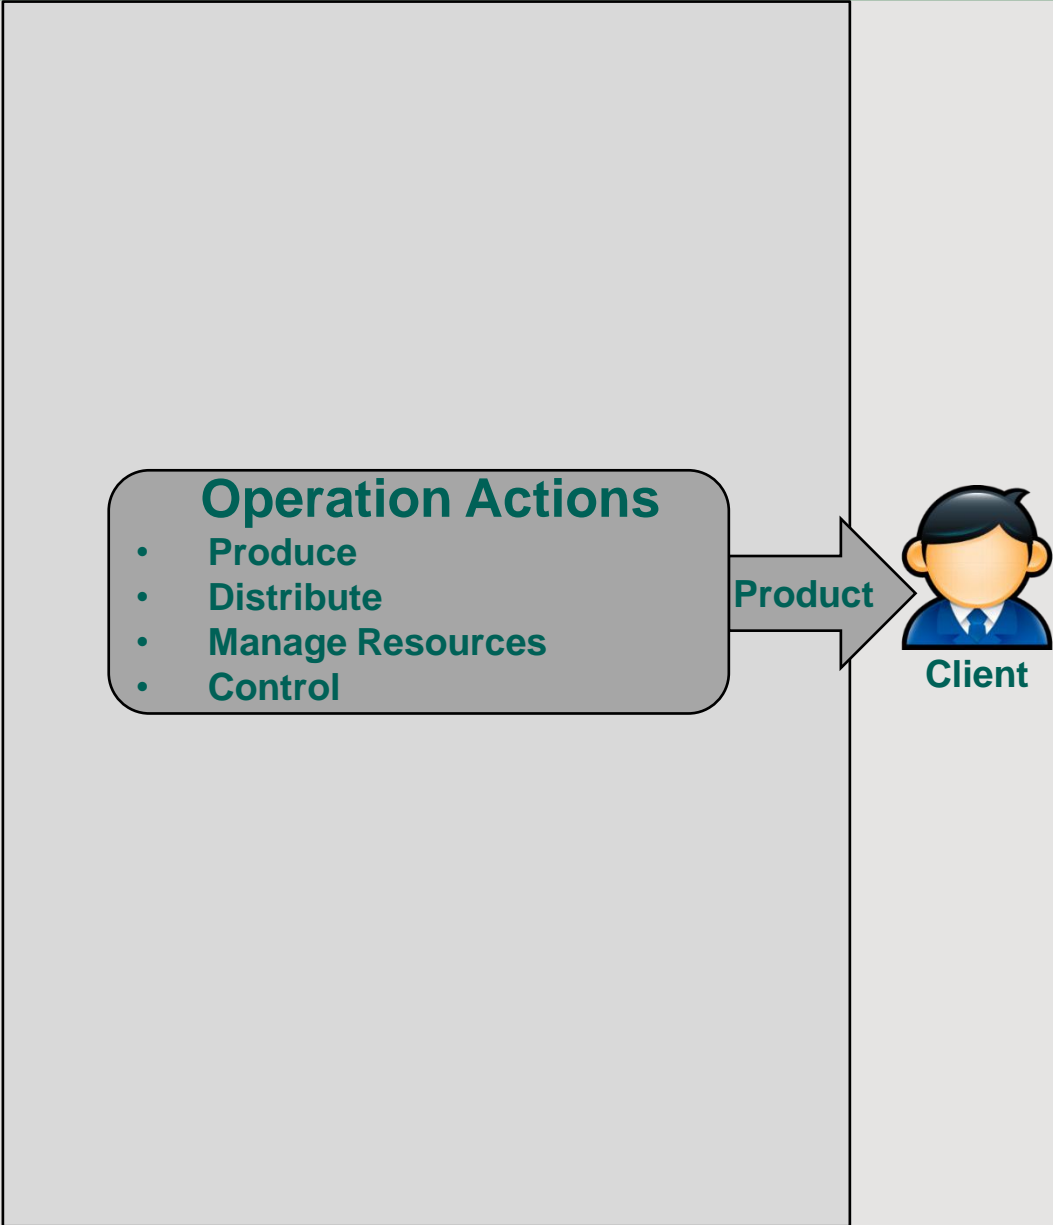 Operation Actions
• Produce
• Distribute
• Manage Resources
• Control
Product
Client